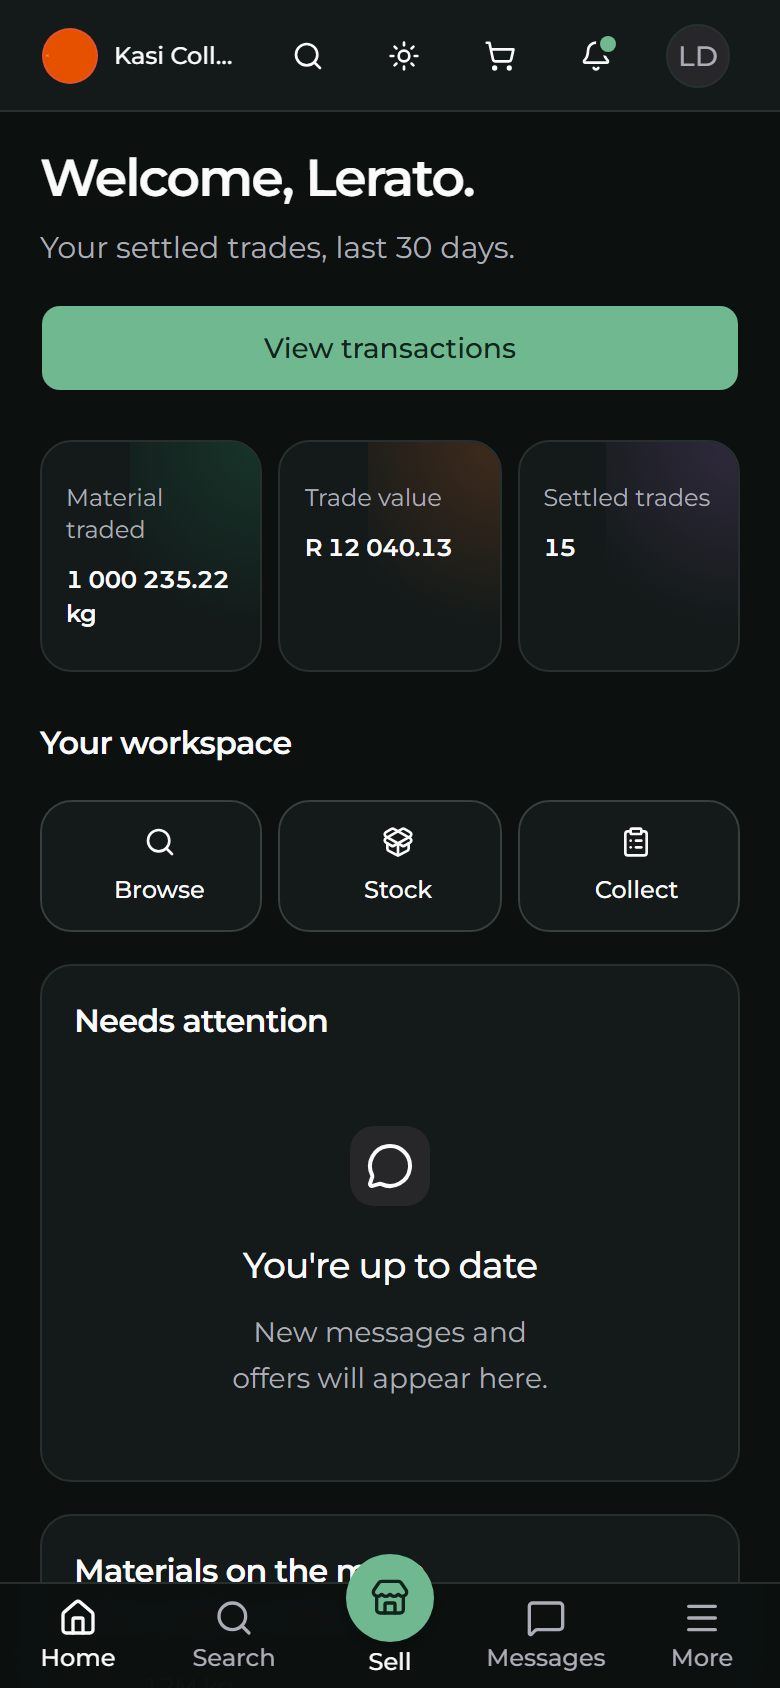 Kasi Coll...
LD
Welcome, Lerato.
Your settled trades, last 30 days.
View transactions
Material
traded
1 000 235.22
kg
Trade value
R 12 040.13
Settled trades
15
Your workspace
Browse
Stock
Collect
Needs attention
You're up to date
New messages and
offers will appear here.
Materials on the
Home
Search
Sell
Messages
More